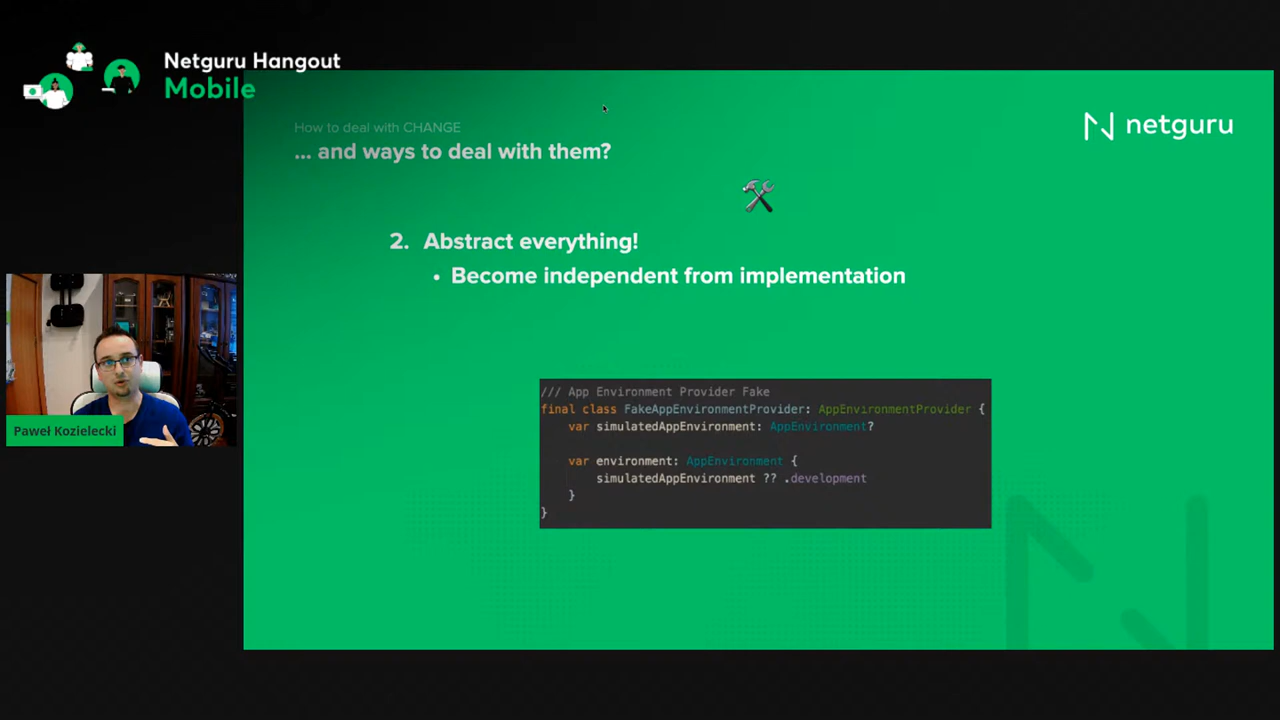 Netguru Hangout
Mobile
How to deal with CHANGE
... and ways to deal with them?
netguru
2. Abstract everything!
• Become independent from implementation
/// App Environment Provider Fake
final class FakeAppEnvironmentProvider: AppEnvironmentProvider {
var simulatedAppEnvironment: AppEnvironment?
var environment: AppEnvironment {
simulatedAppEnvironment ?? .development
}
}
Paweł Kozielecki